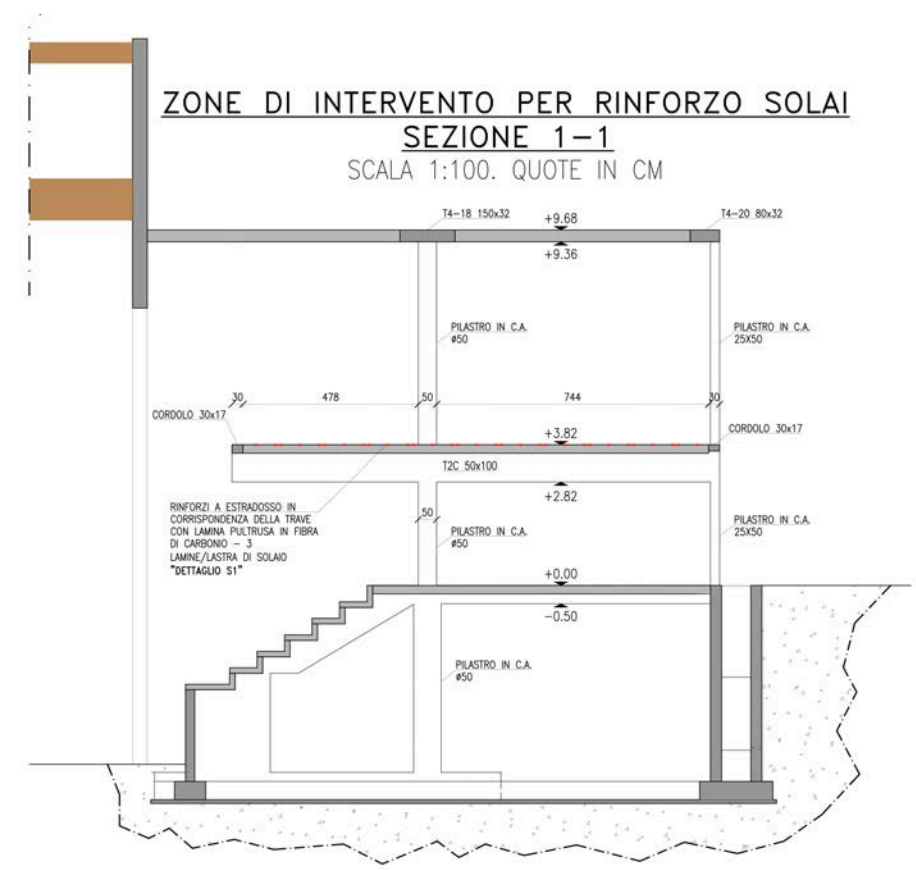 ZONE DI INTERVENTO PER RINFORZO SOLAI
SEZIONE 1-1
SCALA 1:100. QUOTE IN CM
T4-18 150x32
+9.68
T4-20 80x32
+9.36
PILASTRO IN C.A.
ø50
PILASTRO IN C.A.
25X50
30
478
50
744
30
CORDOLO 30x17
+3.82
CORDOLO 30x17
T2C 50x100
+2.82
RINFORZI A ESTRADOSSO IN
CORRISPONDENZA DELLA TRAVE
CON LAMINA PULTRUSA IN FIBRA
DI CARBONIO - 3
LAMINE/LASTRA DI SOLAIO
"DETTAGLIO S1"
50
PILASTRO IN C.A.
ø50
PILASTRO IN C.A.
25X50
+0.00
-0.50
PILASTRO IN C.A.
ø50